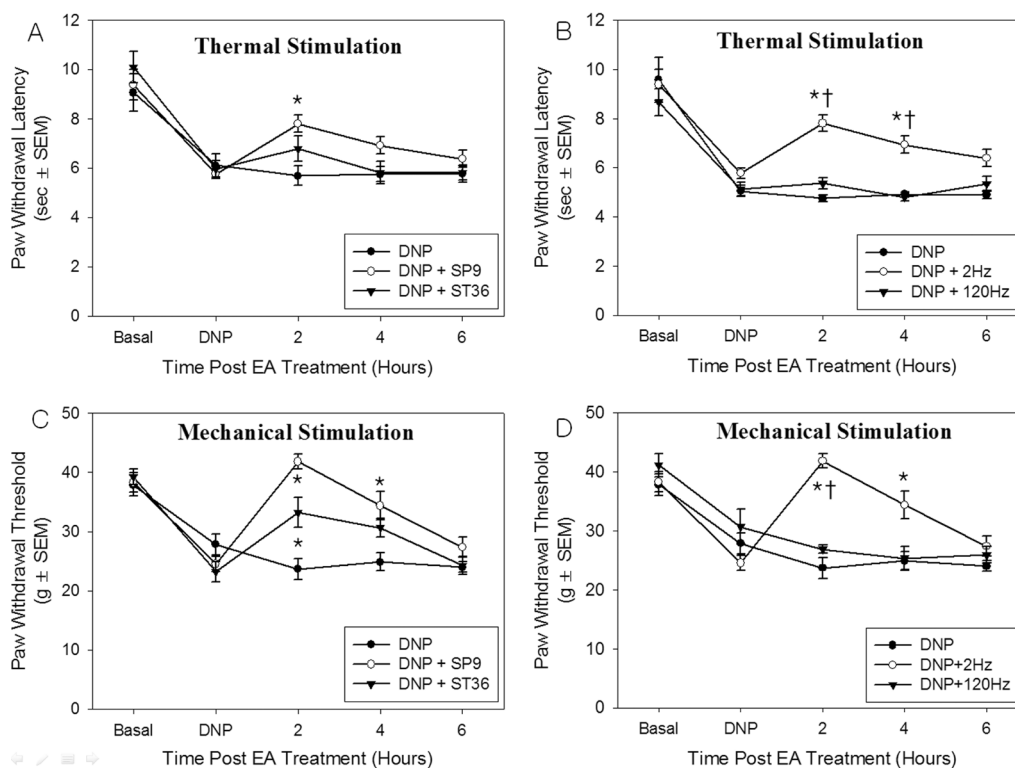 A
Thermal Stimulation
Paw Withdrawal Latency
(sec ± SEM)
12
10
8
6
4
2
0
*
DNP
DNP + SP9
DNP + ST36
Basal
DNP
2
4
6
Time Post EA Treatment (Hours)
B
Thermal Stimulation
Paw Withdrawal Latency
(sec ± SEM)
12
10
8
6
4
2
0
*†
*†
DNP
DNP + 2Hz
DNP + 120Hz
Basal
DNP
2
4
6
Time Post EA Treatment (Hours)
C
Mechanical Stimulation
Paw Withdrawal Threshold
(g ± SEM)
50
40
30
20
10
0
*
*
*
DNP
DNP + SP9
DNP + ST36
Basal
DNP
2
4
6
Time Post EA Treatment (Hours)
D
Mechanical Stimulation
Paw Withdrawal Threshold
(g ± SEM)
50
40
30
20
10
0
*†
*
DNP
DNP+2Hz
DNP+120Hz
Basal
DNP
2
4
6
Time Post EA Treatment (Hours)